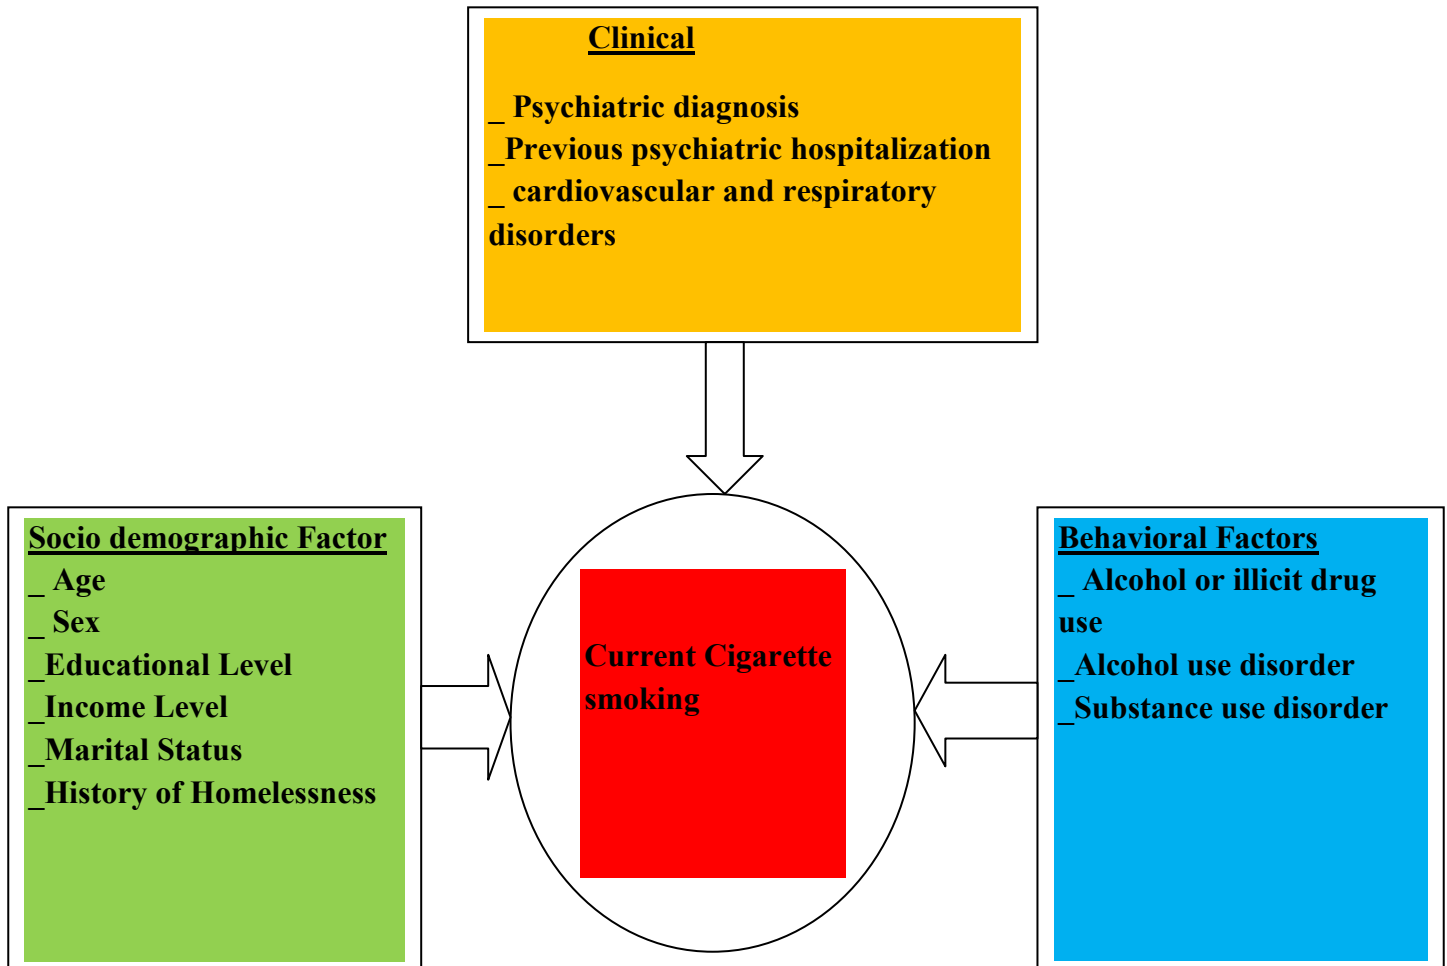 Clinical
_ Psychiatric diagnosis
_Previous psychiatric hospitalization
_ cardiovascular and respiratory
disorders
Socio demographic Factor
_ Age
_ Sex
_Educational Level
_Income Level
_Marital Status
_History of Homelessness
Current Cigarette
smoking
Behavioral Factors
_ Alcohol or illicit drug
use
_Alcohol use disorder
_Substance use disorder